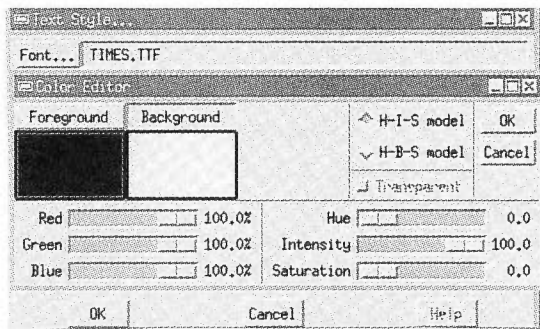 Text Style...
Font... TIMES.TTF
Color Editor
Foreground Background
H-I-S model OK
H-B-S model Cancel
Transparent
Red 100.0% Hue 0.0
Green 100.0% Intensity 100.0
Blue 100.0% Saturation 0.0
OK Cancel Help